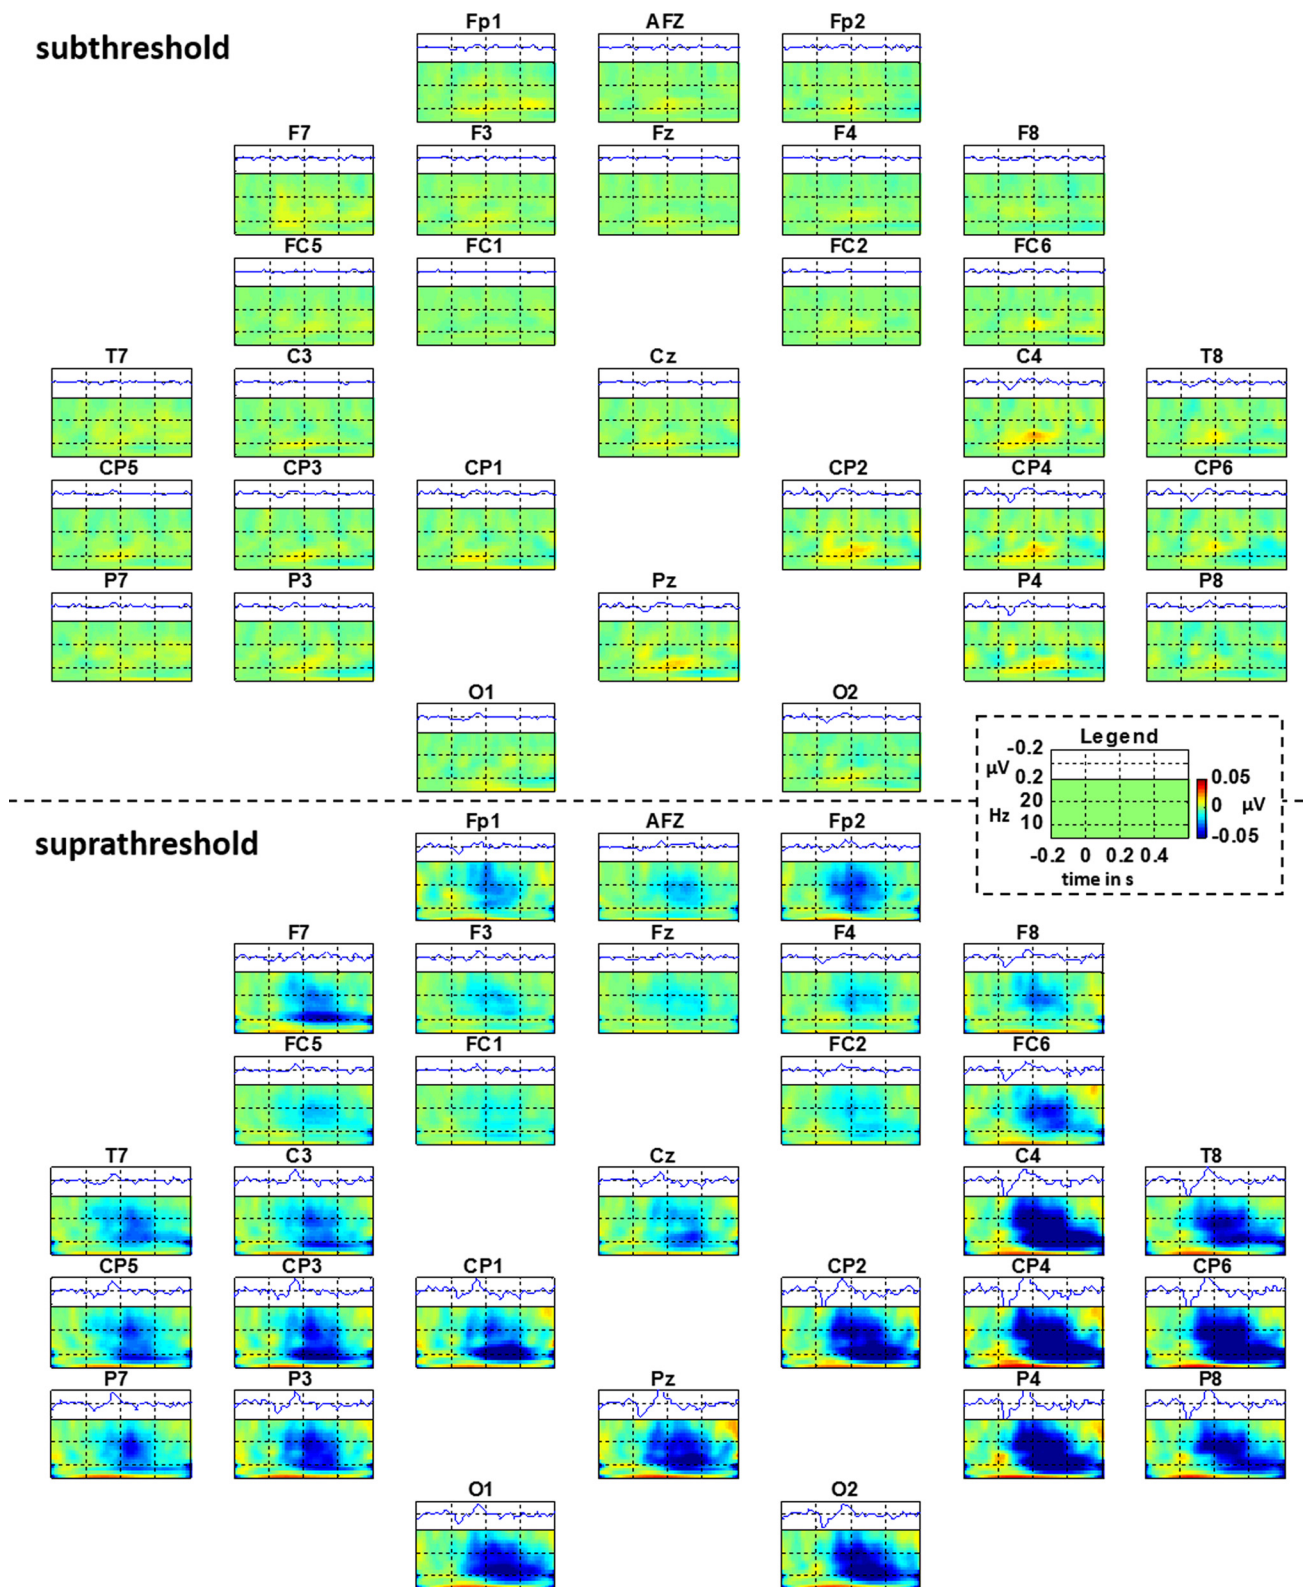 subthreshold
Fp1 AFZ Fp2
F7 F3 Fz F4 F8
FC5 FC1 FC2 FC6
T7 C3 Cz C4 T8
CP5 CP3 CP1 CP2 CP4 CP6
P7 P3 Pz P4 P8
O1 O2
Legend
-0.2
µV
0.2
Hz 20
10
0.05
0 µV
-0.05
-0.2 0 0.2 0.4
time in s
suprathreshold
Fp1 AFZ Fp2
F7 F3 Fz F4 F8
FC5 FC1 FC2 FC6
T7 C3 Cz C4 T8
CP5 CP3 CP1 CP2 CP4 CP6
P7 P3 Pz P4 P8
O1 O2